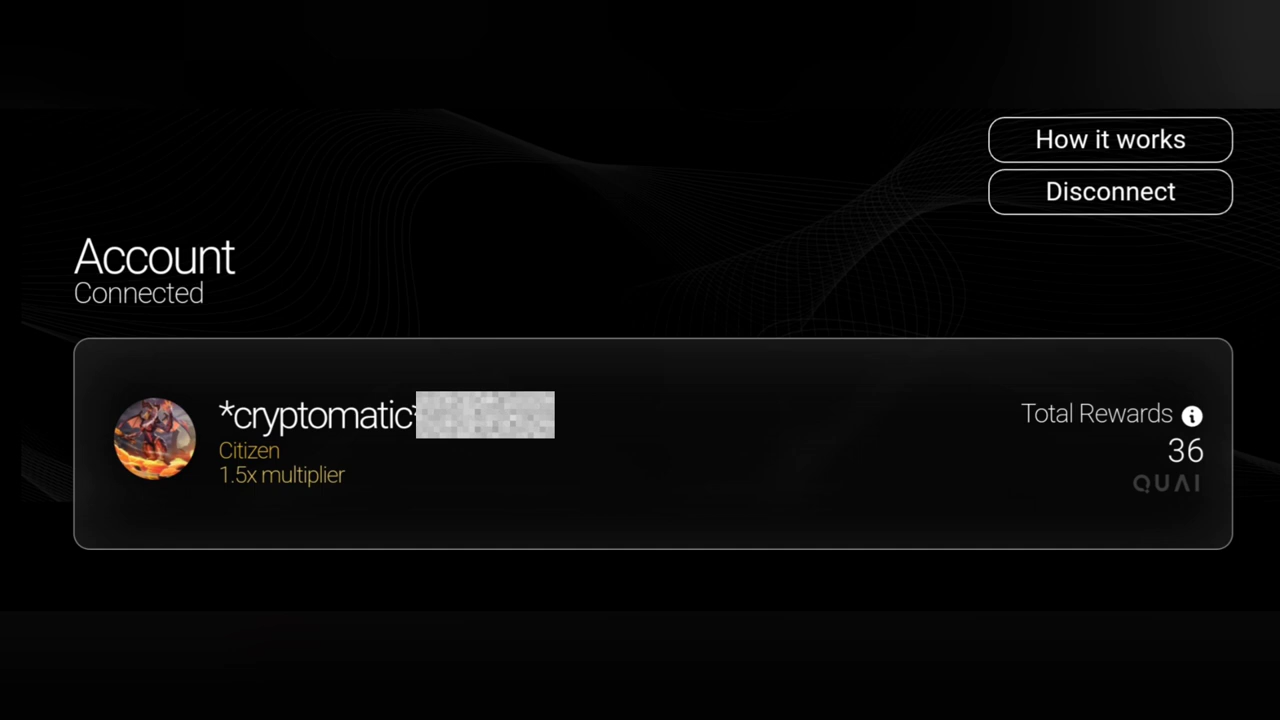 How it works
Disconnect
Account
Connected
*cryptomatic*
Citizen
1.5x multiplier
Total Rewards
36
QUAI